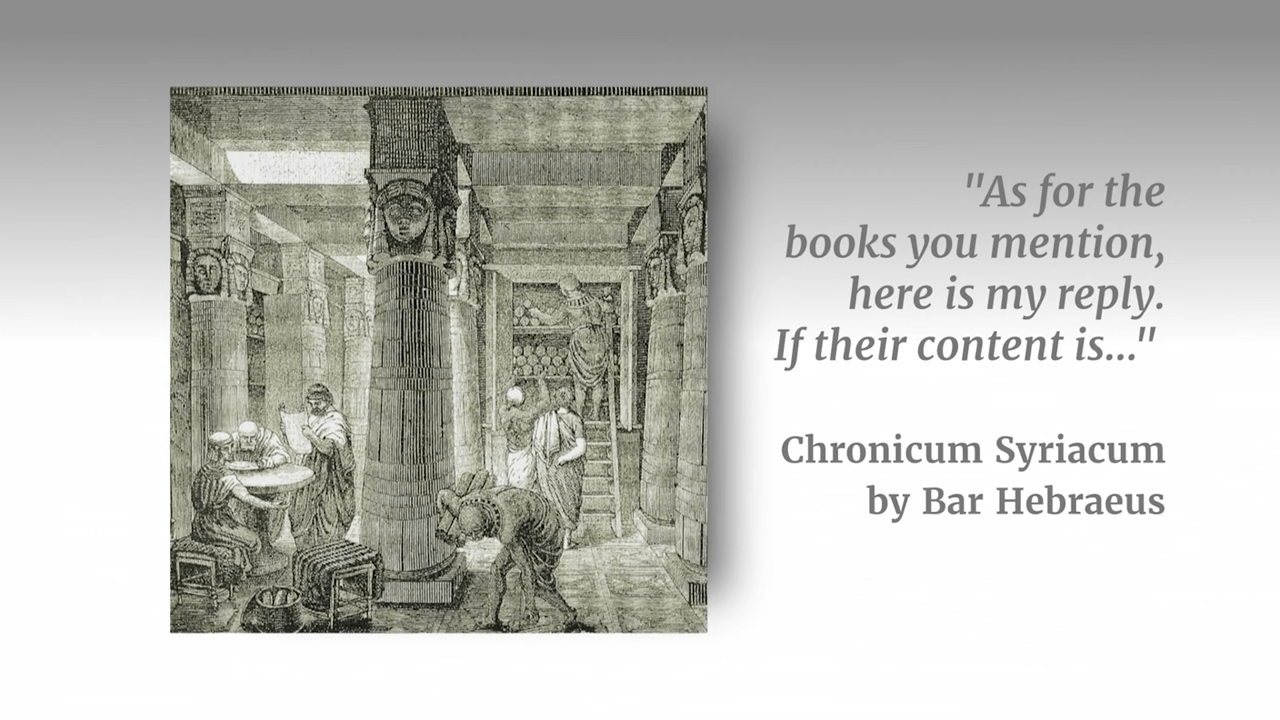 "As for the
books you mention,
here is my reply.
If their content is..."
Chronicum Syriacum
by Bar Hebraeus